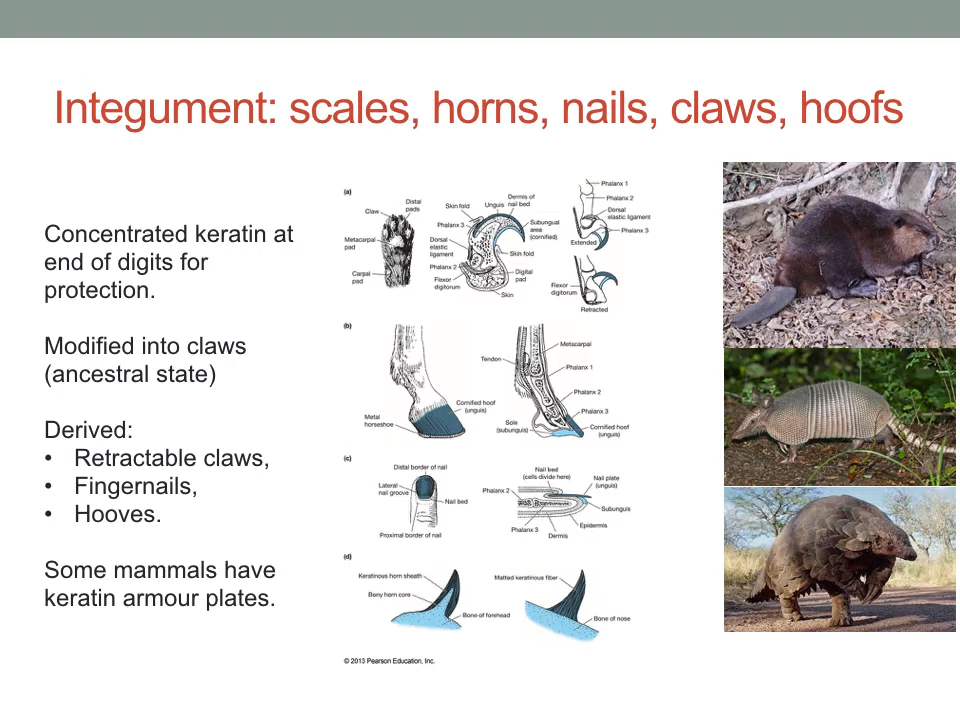 Integument: scales, horns, nails, claws, hoofs
Concentrated keratin at
end of digits for
protection.
Modified into claws
(ancestral state)
Derived:
• Retractable claws,
• Fingernails,
• Hooves.
Some mammals have
keratin armour plates.
(a)
Claw
Distal
pads
Metacarpal
pad
Carpal
pad
Skin fold
Unguis
Dermis of
nail bed
Phalanx 3
Subungual
area
(cornified)
Dorsal
elastic
ligament
Skin fold
Phalanx 2
Flexor
digitorum
Digital
pad
Skin
Phalanx 1
Phalanx 2
Dorsal
elastic ligament
Phalanx 3
Extended
Flexor
digitorum
Retracted
(b)
Metal
horseshoe
Cornified hoof
(unguis)
Metacarpal
Tendon
Phalanx 1
Phalanx 2
Phalanx 3
Sole
(subunguis)
Cornified hoof
(unguis)
(c)
Distal border of nail
Lateral
nail groove
Nail bed
Proximal border of nail
Nail bed
(cells divide here)
Nail plate
(unguis)
Phalanx 2
Subunguis
Phalanx 3
Epidermis
Dermis
(d)
Keratinous horn sheath
Bony horn core
Bone of forehead
Matted keratinous fiber
Bone of nose
© 2013 Pearson Education, Inc.